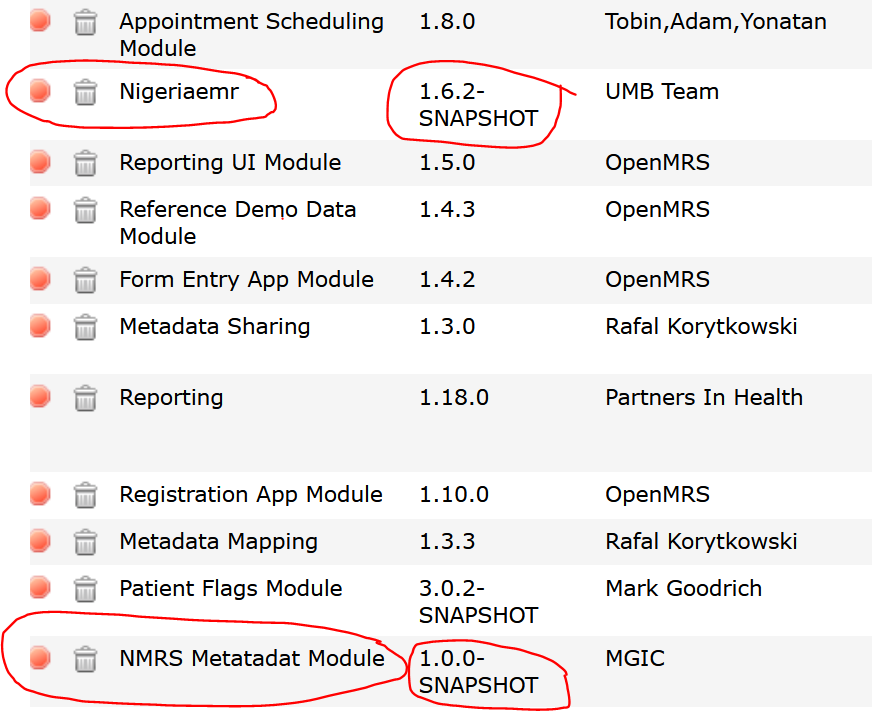 Appointment Scheduling Module 1.8.0 Tobin,Adam,Yonatan
Nigeriaemr 1.6.2-SNAPSHOT UMB Team
Reporting UI Module 1.5.0 OpenMRS
Reference Demo Data Module 1.4.3 OpenMRS
Form Entry App Module 1.4.2 OpenMRS
Metadata Sharing 1.3.0 Rafal Korytkowski
Reporting 1.18.0 Partners In Health
Registration App Module 1.10.0 OpenMRS
Metadata Mapping 1.3.3 Rafal Korytkowski
Patient Flags Module 3.0.2-SNAPSHOT Mark Goodrich
NMRS Metatadat Module 1.0.0-SNAPSHOT MGIC